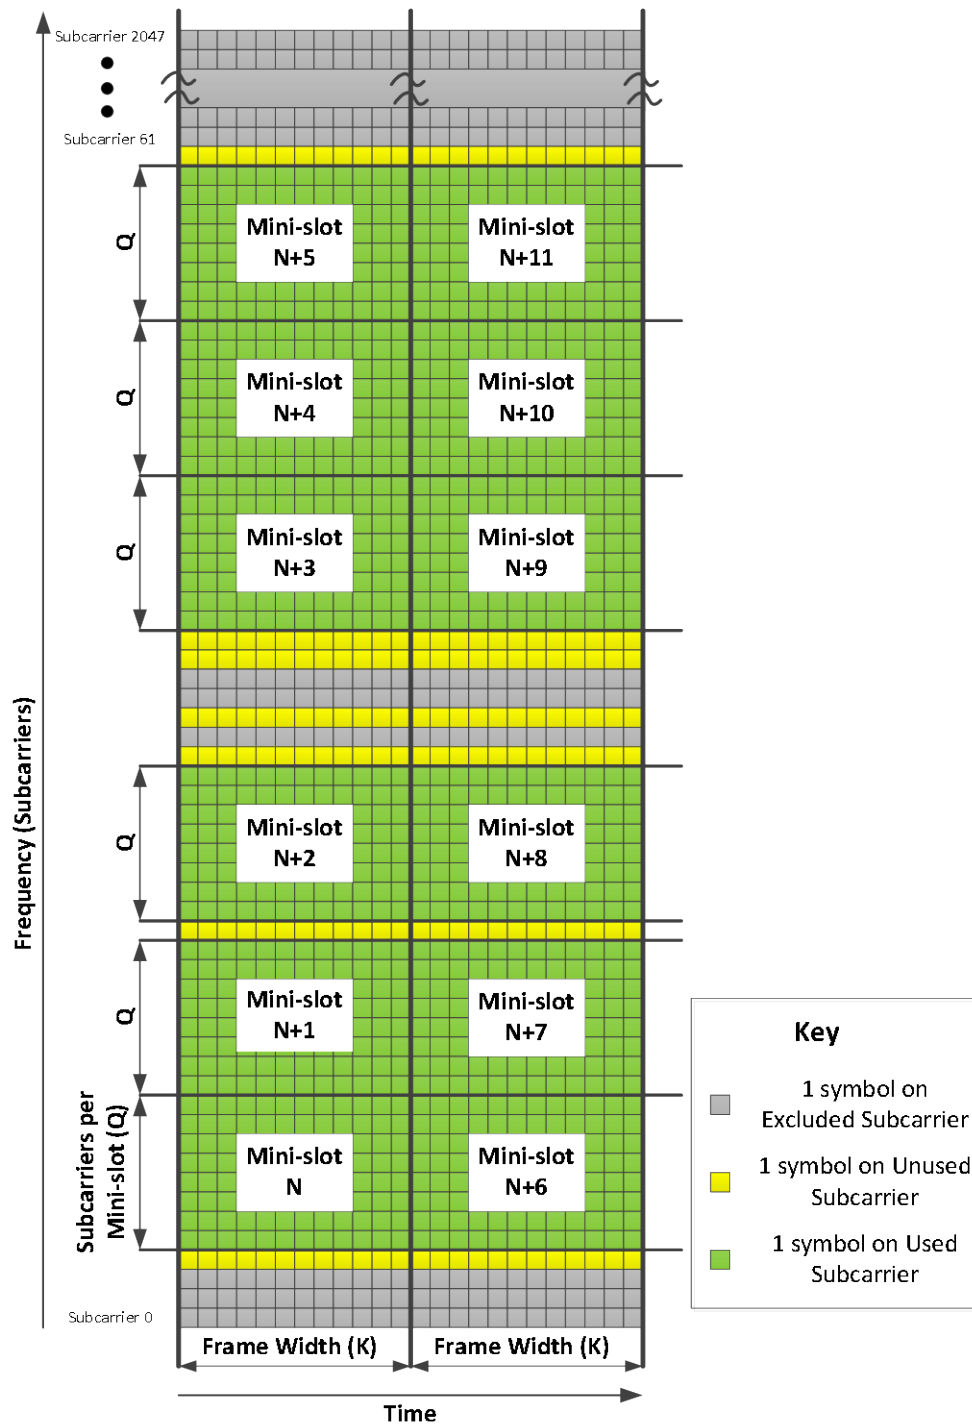 Subcarrier 2047
Subcarrier 61
Q
Mini-slot
N+5
Mini-slot
N+11
Q
Mini-slot
N+4
Mini-slot
N+10
Q
Mini-slot
N+3
Mini-slot
N+9
Frequency (Subcarriers)
Q
Mini-slot
N+2
Mini-slot
N+8
Q
Mini-slot
N+1
Mini-slot
N+7
Subcarriers per
Mini-slot (Q)
Mini-slot
N
Mini-slot
N+6
Subcarrier 0
Frame Width (K)
Frame Width (K)
Time
Key
1 symbol on
Excluded Subcarrier
1 symbol on Unused
Subcarrier
1 symbol on Used
Subcarrier